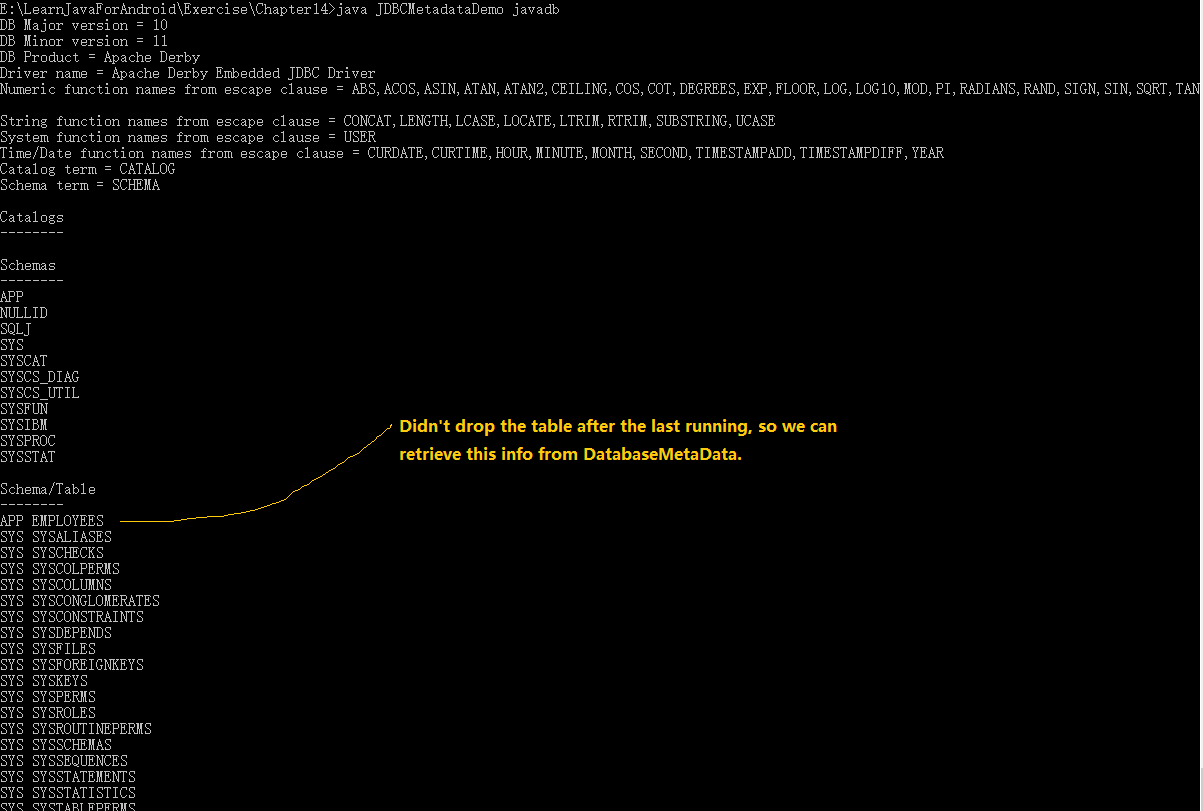 E:\LearnJavaForAndroid\Exercise\Chapter14>java JDBCMetadataDemo javadb
DB Major version = 10
DB Minor version = 11
DB Product = Apache Derby
Driver name = Apache Derby Embedded JDBC Driver
Numeric function names from escape clause = ABS,ACOS,ASIN,ATAN,ATAN2,CEILING,COS,COT,DEGREES,EXP,FLOOR,LOG,LOG10,MOD,PI,RADIANS,RAND,SIGN,SIN,SQRT,TAN
String function names from escape clause = CONCAT,LENGTH,LCASE,LOCATE,LTRIM,RTRIM,SUBSTRING,UCASE
System function names from escape clause = USER
Time/Date function names from escape clause = CURDATE,CURTIME,HOUR,MINUTE,MONTH,SECOND,TIMESTAMPADD,TIMESTAMPDIFF,YEAR
Catalog term = CATALOG
Schema term = SCHEMA
Catalogs
--------
Schemas
--------
APP
NULLID
SQLJ
SYS
SYSCAT
SYSCS_DIAG
SYSCS_UTIL
SYSFUN
SYSIBM
SYSPROC
SYSSTAT
Didn't drop the table after the last running, so we can
retrieve this info from DatabaseMetaData.
Schema/Table
--------
APP EMPLOYEES
SYS SYSALIASES
SYS SYSCHECKS
SYS SYSCOLPERMS
SYS SYSCOLUMNS
SYS SYSCONGLOMERATES
SYS SYSCONSTRAINTS
SYS SYSDEPENDS
SYS SYSFILES
SYS SYSFOREIGNKEYS
SYS SYSKEYS
SYS SYSPERMS
SYS SYSROLES
SYS SYSROUTINEPERMS
SYS SYSSCHEMAS
SYS SYSSEQUENCES
SYS SYSSTATEMENTS
SYS SYSSTATISTICS
SYS SYSTABLEPERMS